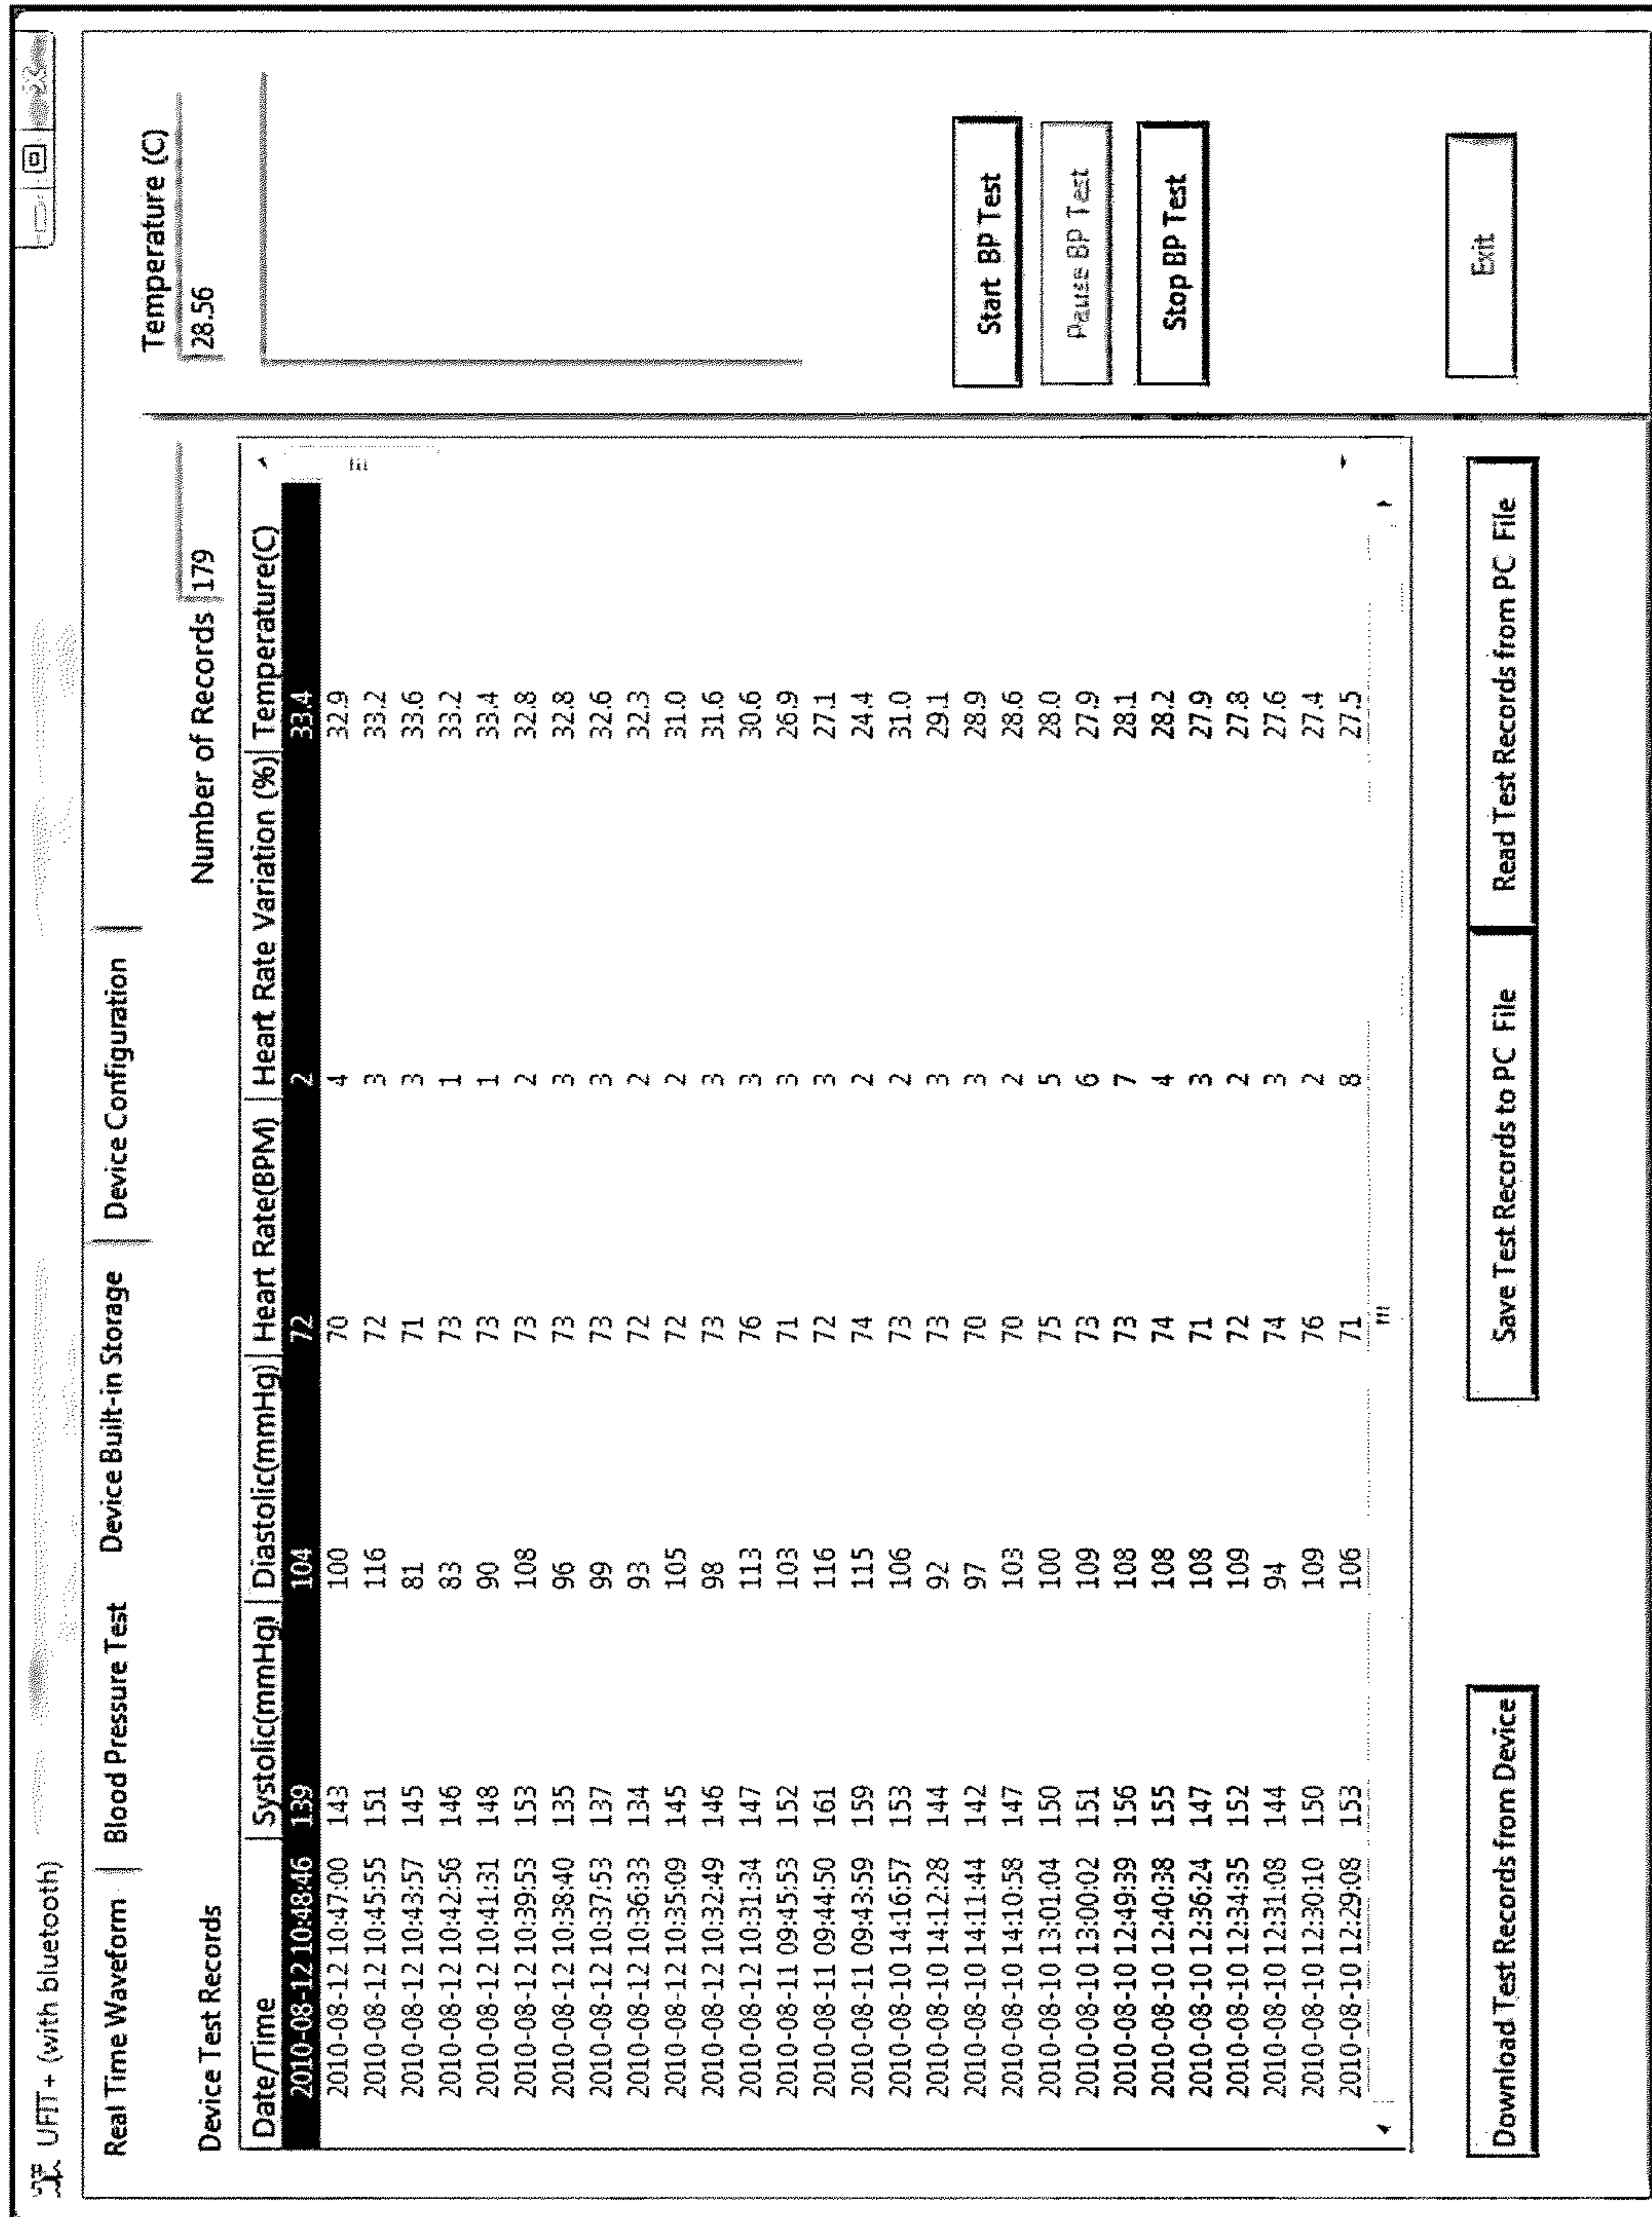 UFIT+ (with bluetooth)
Real Time Waveform | Blood Pressure Test | Device Built-in Storage | Device Configuration
Temperature (C)
28.56
Device Test Records
Number of Records 179
Date/Time | Systolic(mmHg) | Diastolic(mmHg) | Heart Rate(BPM) | Heart Rate Variation (%) | Temperature(C)
2010-08-12 10:48:46 139 104 72 2 33.4
2010-08-12 10:47:00 143 100 70 4 32.9
2010-08-12 10:45:55 151 116 72 3 33.2
2010-08-12 10:43:57 145 81 71 3 33.6
2010-08-12 10:42:56 146 83 73 1 33.2
2010-08-12 10:41:31 148 90 73 1 33.4
2010-08-12 10:39:53 153 108 73 2 32.8
2010-08-12 10:38:40 135 96 73 3 32.8
2010-08-12 10:37:53 137 99 73 3 32.6
2010-08-12 10:36:33 134 93 72 2 32.3
2010-08-12 10:35:09 145 105 72 2 31.0
2010-08-12 10:32:49 146 98 73 3 31.6
2010-08-12 10:31:34 147 113 76 3 30.6
2010-08-11 09:45:53 152 103 71 3 26.9
2010-08-11 09:44:50 161 116 72 3 27.1
2010-08-11 09:43:59 159 115 74 2 24.4
2010-08-10 14:16:57 153 106 73 2 31.0
2010-08-10 14:12:28 144 92 73 3 29.1
2010-08-10 14:11:44 142 97 70 3 28.9
2010-08-10 14:10:58 147 103 70 2 28.6
2010-08-10 13:01:04 150 100 75 5 28.0
2010-08-10 13:00:02 151 109 73 6 27.9
2010-08-10 12:49:39 156 108 73 7 28.1
2010-08-10 12:40:38 155 108 74 4 28.2
2010-08-10 12:36:24 147 108 71 3 27.9
2010-08-10 12:34:35 152 109 72 2 27.8
2010-08-10 12:31:08 144 94 74 3 27.6
2010-08-10 12:30:10 150 109 76 2 27.4
2010-08-10 12:29:08 153 106 71 8 27.5
Start BP Test
Pause BP Test
Stop BP Test
Download Test Records from Device
Save Test Records to PC File
Read Test Records from PC File
Exit